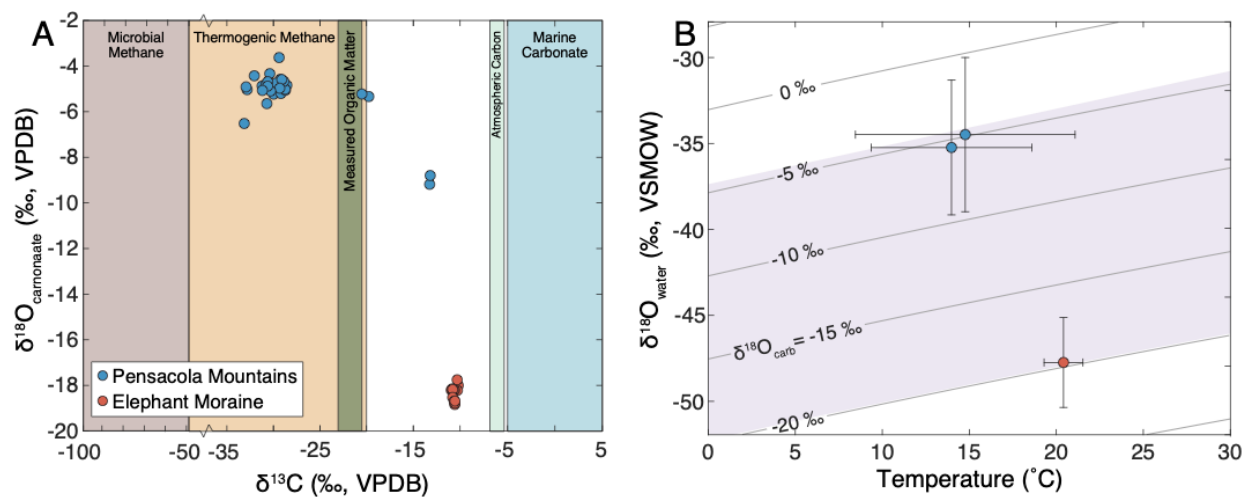 A
Microbial
Methane
Thermogenic Methane
Measured Organic Matter
Atmospheric Carbon
Marine
Carbonate
-2
-4
-6
-8
-10
-12
-14
-16
-18
-20
δ18Ocarnonaate (‰, VPDB)
Pensacola Mountains
Elephant Moraine
-100
-50
-35
-25
-15
-5
5
δ13C (‰, VPDB)
B
-30
-35
-40
-45
-50
δ18Owater (‰, VSMOW)
0 ‰
-5 ‰
-10 ‰
δ18Ocarb= -15 ‰
-20 ‰
0
5
10
15
20
25
30
Temperature (˚C)